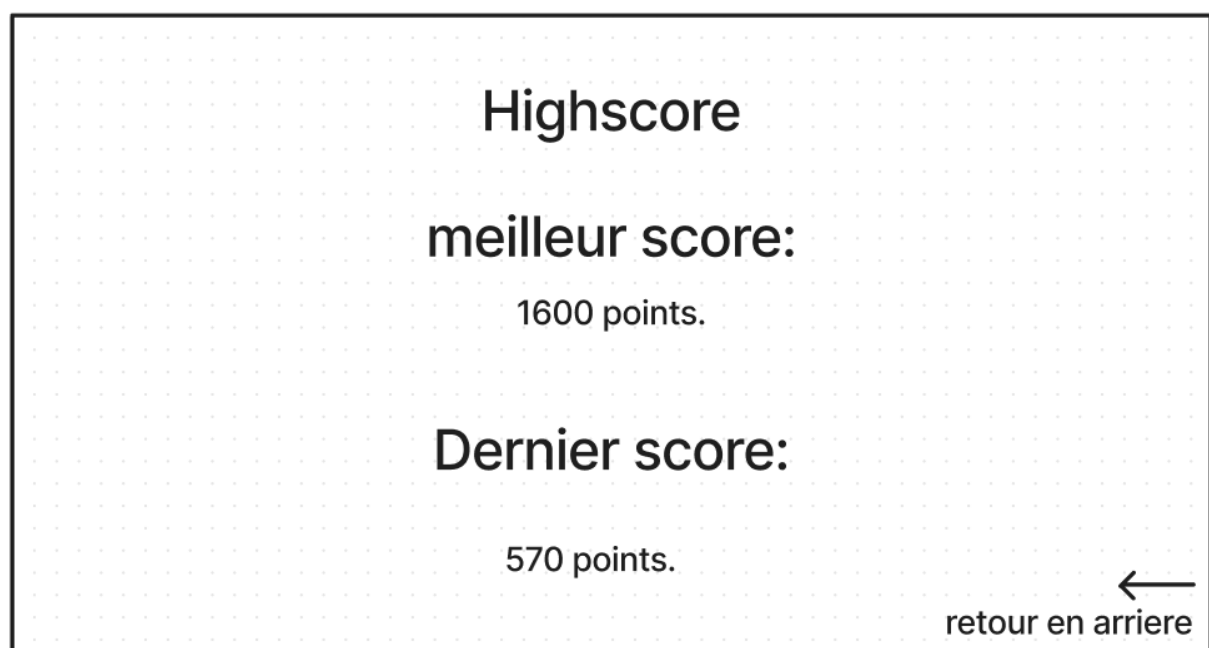 Highscore
meilleur score:
1600 points.
Dernier score:
570 points.
retour en arriere